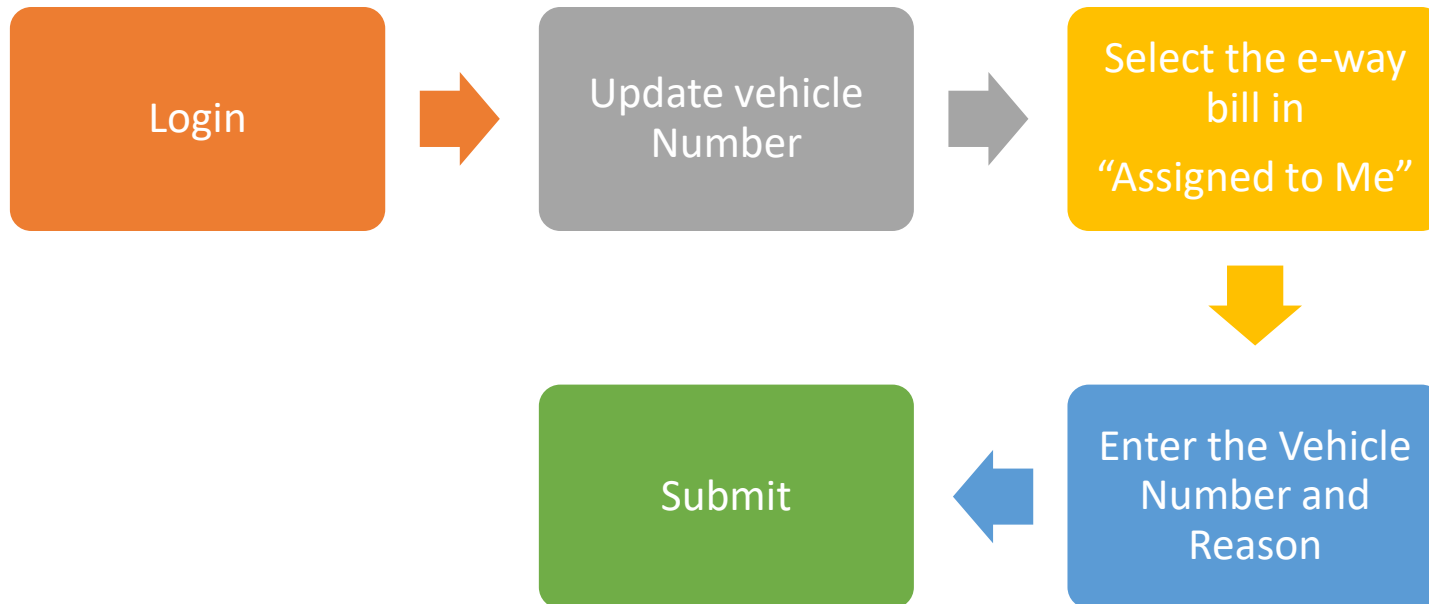 Login
Update vehicle
Number
Select the e-way
bill in
“Assigned to Me”
Enter the Vehicle
Number and
Reason
Submit